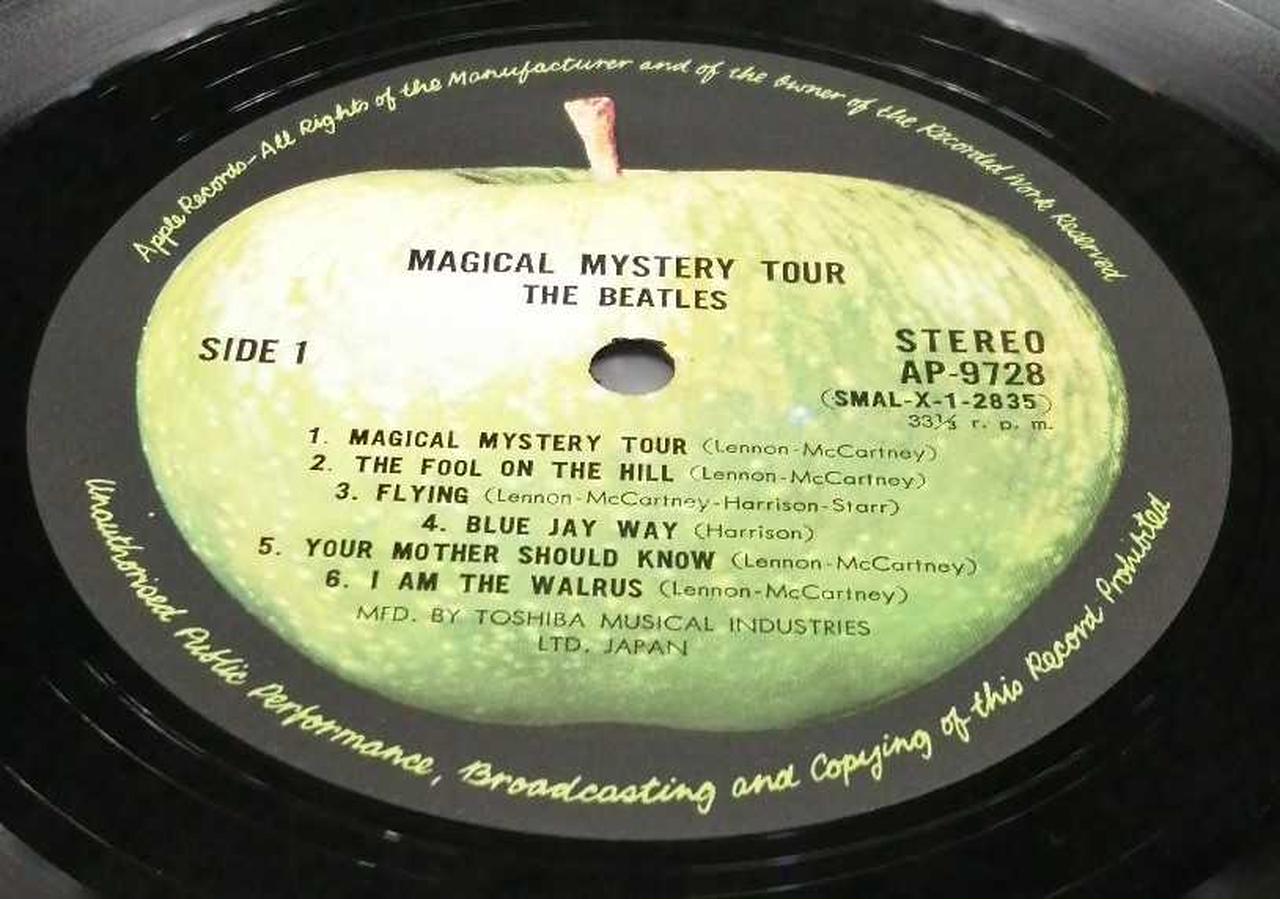 Apple Records - All Rights of the Manufacturer and of the Owner of the Recorded Work Reserved
MAGICAL MYSTERY TOUR
THE BEATLES
SIDE 1
STEREO
AP-9728
(SMAL-X-1-2835)
33⅓ r. p. m.
1. MAGICAL MYSTERY TOUR (Lennon-McCartney)
2. THE FOOL ON THE HILL (Lennon-McCartney)
3. FLYING (Lennon-McCartney-Harrison-Starr)
4. BLUE JAY WAY (Harrison)
5. YOUR MOTHER SHOULD KNOW (Lennon-McCartney)
6. I AM THE WALRUS (Lennon-McCartney)
MFD. BY TOSHIBA MUSICAL INDUSTRIES
LTD. JAPAN
Unauthorised Public Performance, Broadcasting and Copying of this Record Prohibited